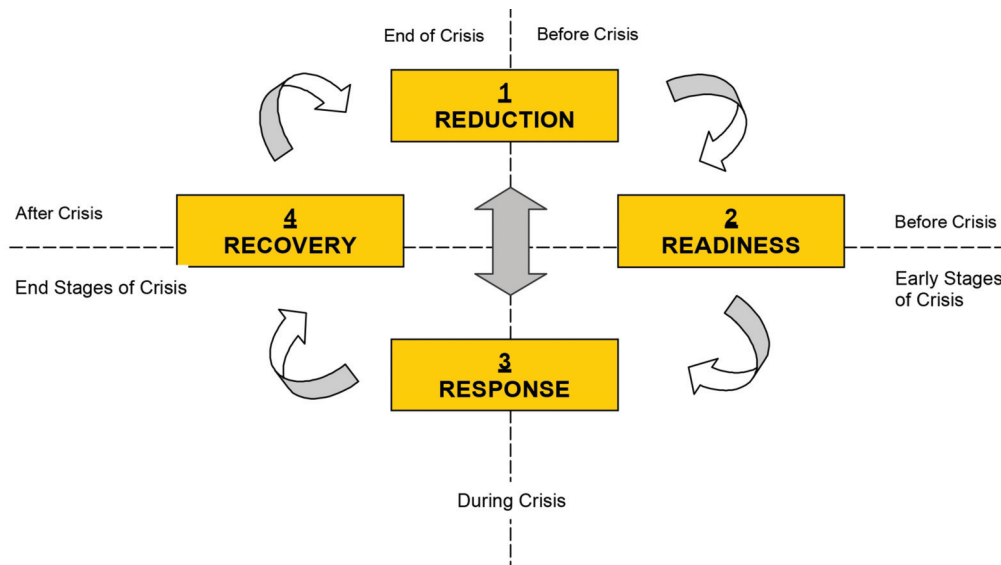 End of Crisis
Before Crisis
1
REDUCTION
After Crisis
4
RECOVERY
2
READINESS
Before Crisis
End Stages of Crisis
Early Stages
of Crisis
3
RESPONSE
During Crisis